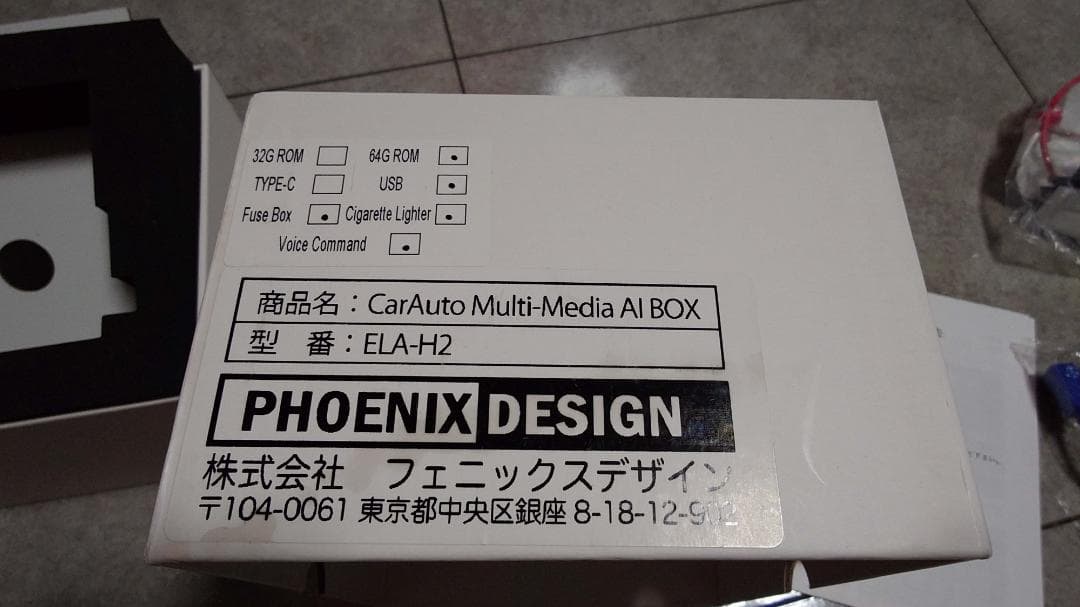 32G ROM 64G ROM
TYPE-C USB
Fuse Box Cigarette Lighter
Voice Command
商品名：CarAuto Multi-Media AI BOX
型　番：ELA-H2
PHOENIX DESIGN
株式会社　フェニックスデザイン
〒104-0061 東京都中央区銀座 8-18-12-902